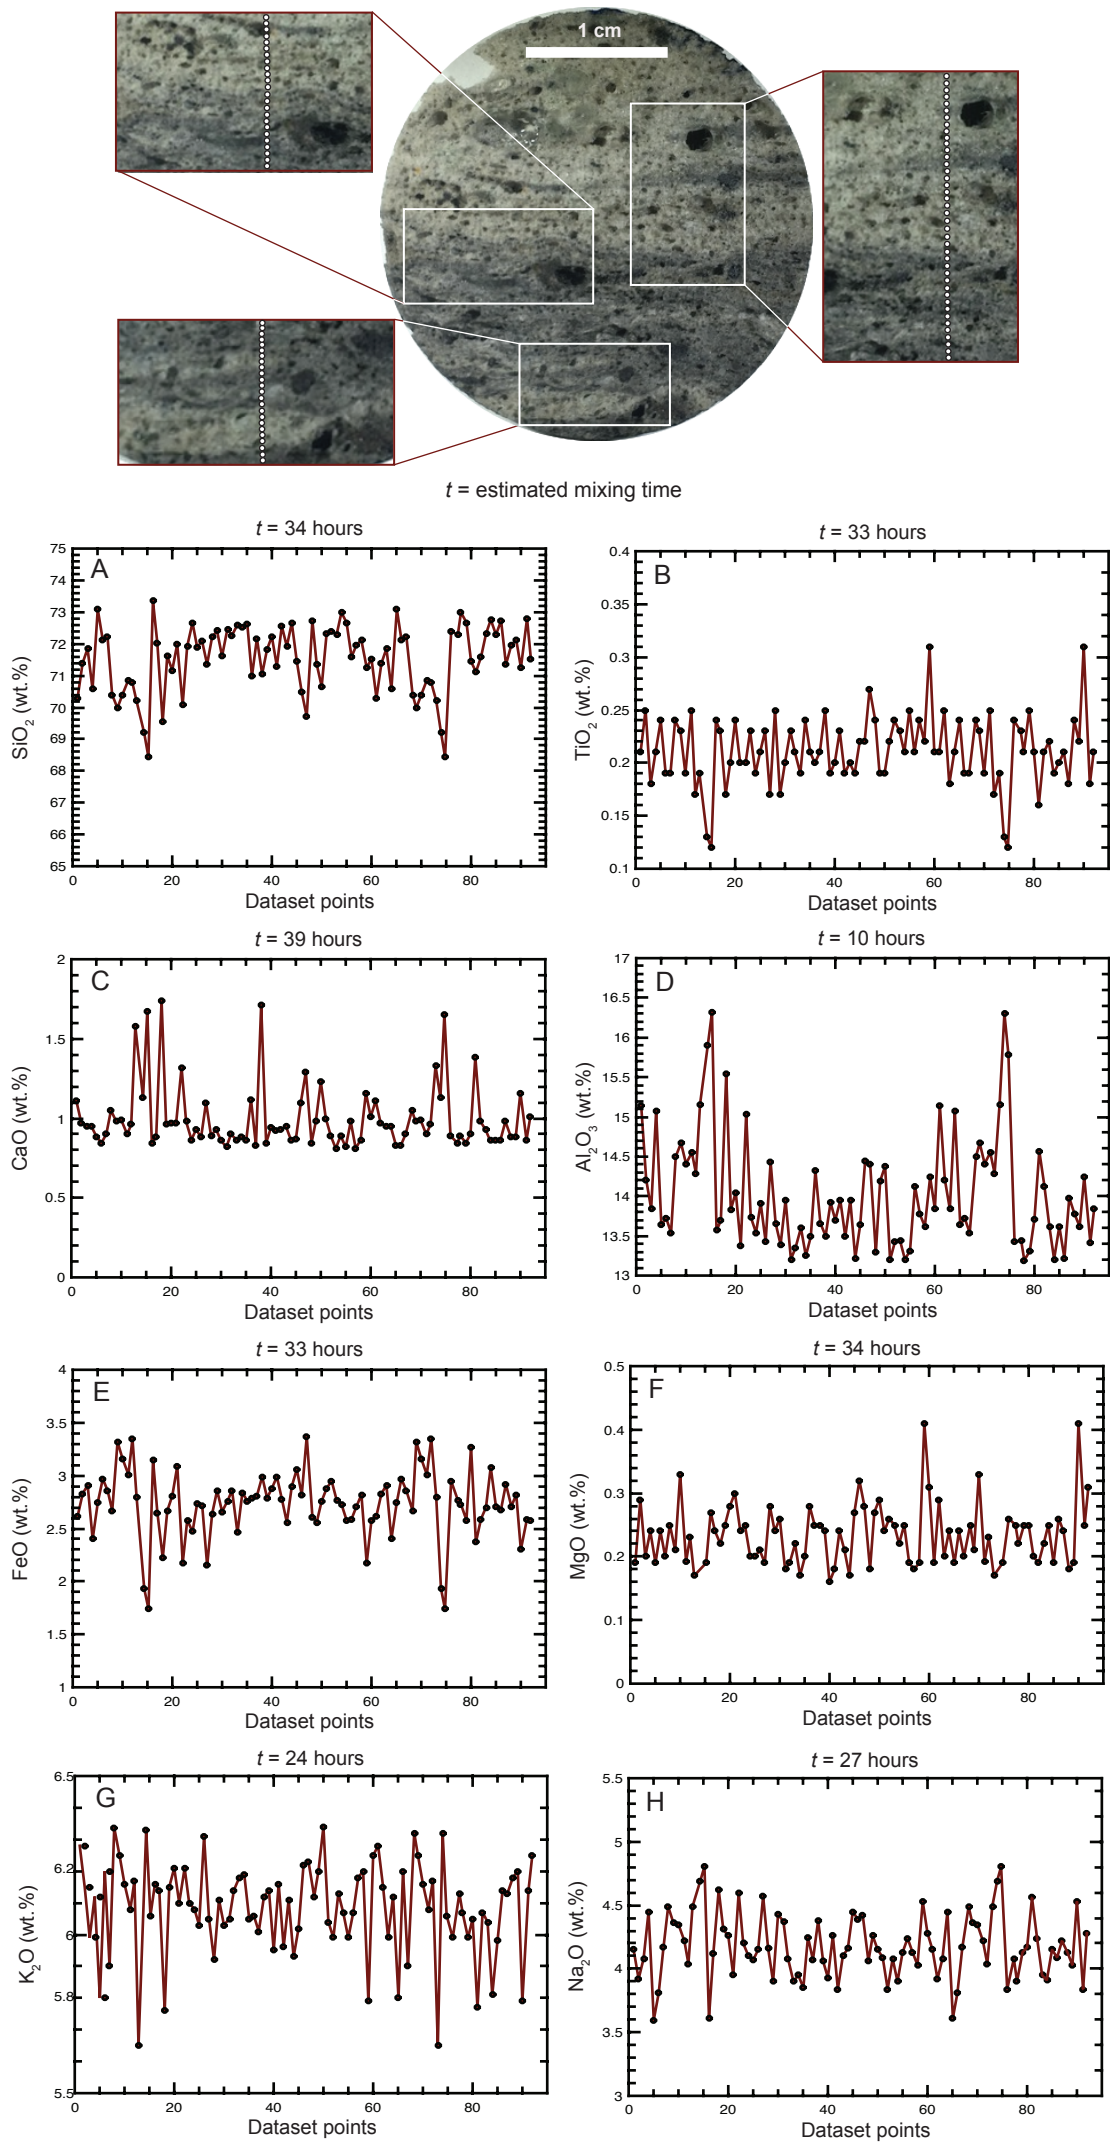 1 cm
t = estimated mixing time
t = 34 hours
A
SiO2 (wt.%)
75
74
73
72
71
70
69
68
67
66
65
0 20 40 60 80
Dataset points
t = 33 hours
B
TiO2 (wt.%)
0.4
0.35
0.3
0.25
0.2
0.15
0.1
0 20 40 60 80
Dataset points
t = 39 hours
C
CaO (wt.%)
2
1.5
1
0.5
0
0 20 40 60 80
Dataset points
t = 10 hours
D
Al2O3 (wt.%)
17
16.5
16
15.5
15
14.5
14
13.5
13
0 20 40 60 80
Dataset points
t = 33 hours
E
FeO (wt.%)
4
3.5
3
2.5
2
1.5
1
0 20 40 60 80
Dataset points
t = 34 hours
F
MgO (wt.%)
0.5
0.4
0.3
0.2
0.1
0
0 20 40 60 80
Dataset points
t = 24 hours
G
K2O (wt.%)
6.5
6.2
6
5.8
5.5
0 20 40 60 80
Dataset points
t = 27 hours
H
Na2O (wt.%)
5.5
5
4.5
4
3.5
3
0 20 40 60 80
Dataset points